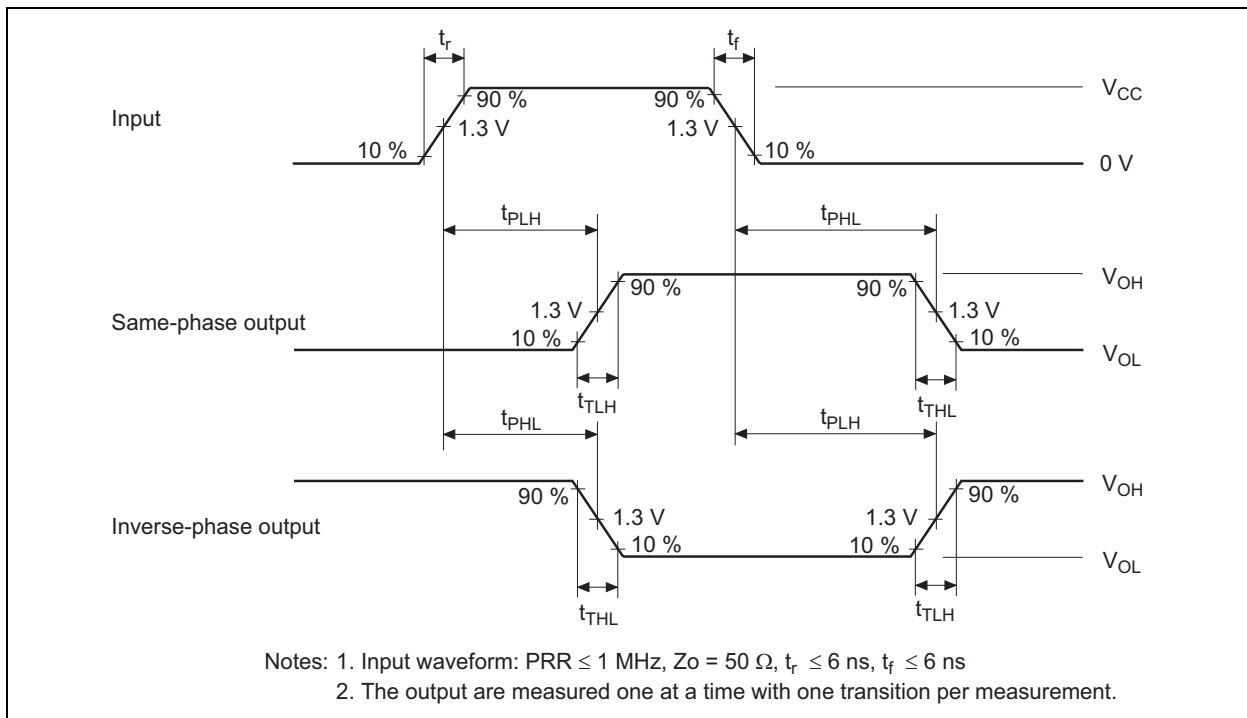 t_r t_f
V_CC
90 % 90 %
Input 1.3 V 1.3 V
10 % 10 % 0 V
t_PLH t_PHL
V_OH
90 % 90 %
1.3 V 1.3 V
Same-phase output
10 % 10 % V_OL
t_TLH t_THL
t_PHL t_PLH
V_OH
90 % 90 %
1.3 V 1.3 V
Inverse-phase output
10 % 10 %
V_OL
t_THL t_TLH
Notes: 1. Input waveform: PRR ≤ 1 MHz, Zo = 50 Ω, t_r ≤ 6 ns, t_f ≤ 6 ns
2. The output are measured one at a time with one transition per measurement.